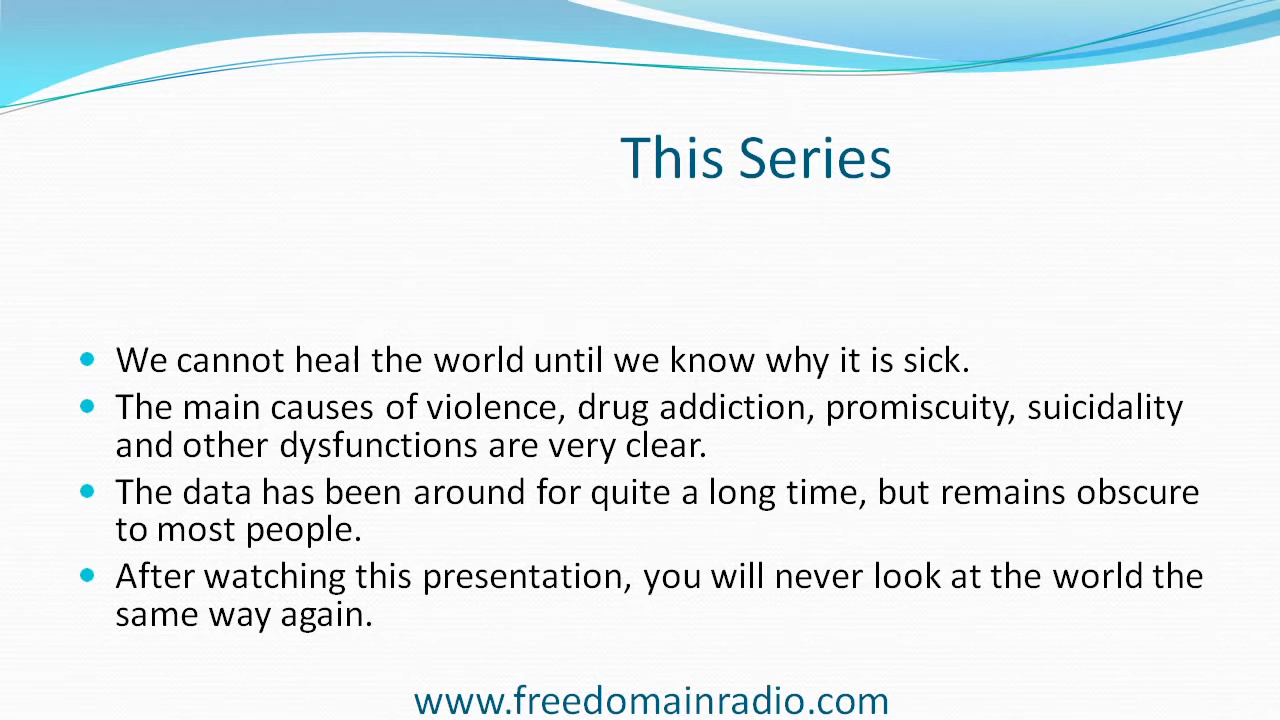 This Series
We cannot heal the world until we know why it is sick.
The main causes of violence, drug addiction, promiscuity, suicidality
and other dysfunctions are very clear.
The data has been around for quite a long time, but remains obscure
to most people.
After watching this presentation, you will never look at the world the
same way again.
www.freedomainradio.com